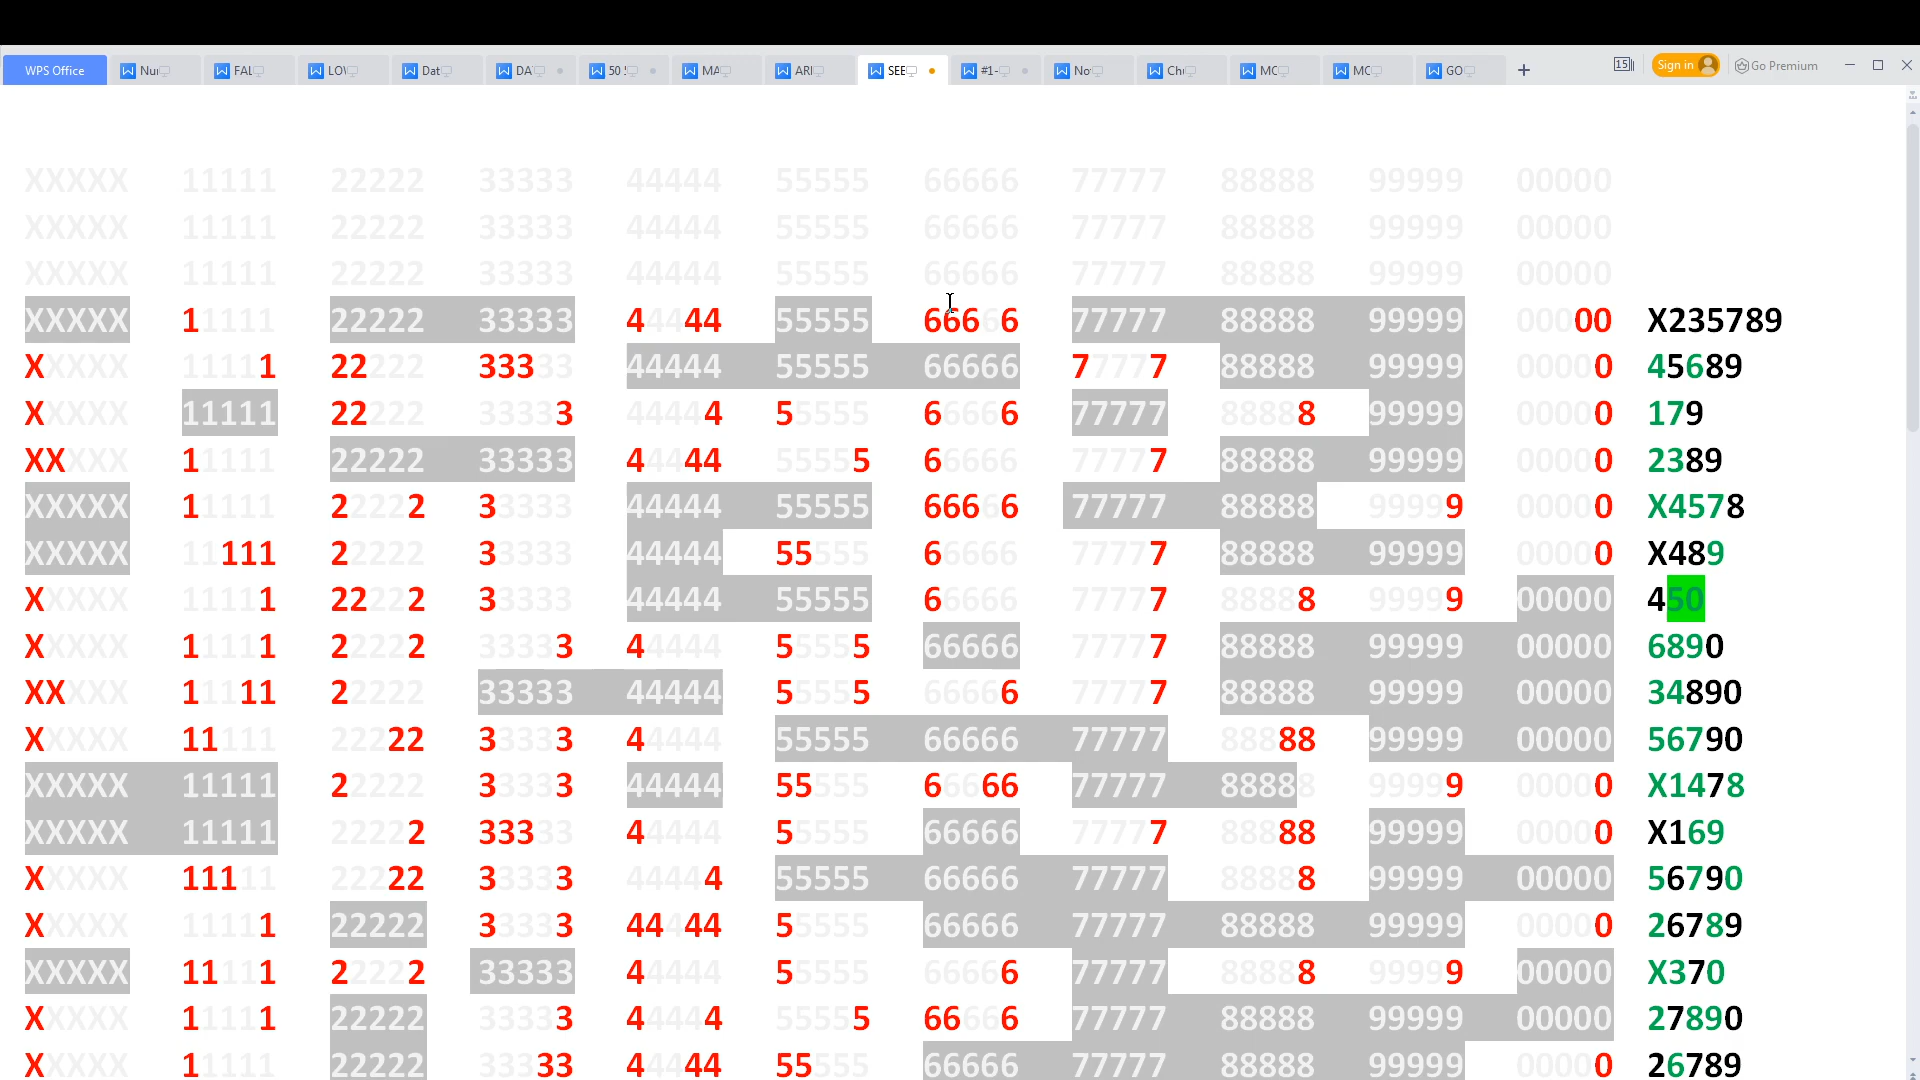 WPS Office Nu FAL LO Dat DA 50 MA ARI SEE #1- No Ch MC MC GO + 15 Sign in Go Premium
XXXXX 11111 22222 33333 44444 55555 66666 77777 88888 99999 00000
XXXXX 11111 22222 33333 44444 55555 66666 77777 88888 99999 00000
XXXXX 11111 22222 33333 44444 55555 66666 77777 88888 99999 00000
XXXXX 11111 22222 33333 44444 55555 66666 77777 88888 99999 00000 X235789
XXXXX 11111 22222 33333 44444 55555 66666 77777 88888 99999 00000 45689
XXXXX 11111 22222 33333 44444 55555 66666 77777 88888 99999 00000 179
XXXXX 11111 22222 33333 44444 55555 66666 77777 88888 99999 00000 2389
XXXXX 11111 22222 33333 44444 55555 66666 77777 88888 99999 00000 X4578
XXXXX 11111 22222 33333 44444 55555 66666 77777 88888 99999 00000 X489
XXXXX 11111 22222 33333 44444 55555 66666 77777 88888 99999 00000 450
XXXXX 11111 22222 33333 44444 55555 66666 77777 88888 99999 00000 6890
XXXXX 11111 22222 33333 44444 55555 66666 77777 88888 99999 00000 34890
XXXXX 11111 22222 33333 44444 55555 66666 77777 88888 99999 00000 56790
XXXXX 11111 22222 33333 44444 55555 66666 77777 88888 99999 00000 X1478
XXXXX 11111 22222 33333 44444 55555 66666 77777 88888 99999 00000 X169
XXXXX 11111 22222 33333 44444 55555 66666 77777 88888 99999 00000 56790
XXXXX 11111 22222 33333 44444 55555 66666 77777 88888 99999 00000 26789
XXXXX 11111 22222 33333 44444 55555 66666 77777 88888 99999 00000 X370
XXXXX 11111 22222 33333 44444 55555 66666 77777 88888 99999 00000 27890
XXXXX 11111 22222 33333 44444 55555 66666 77777 88888 99999 00000 26789